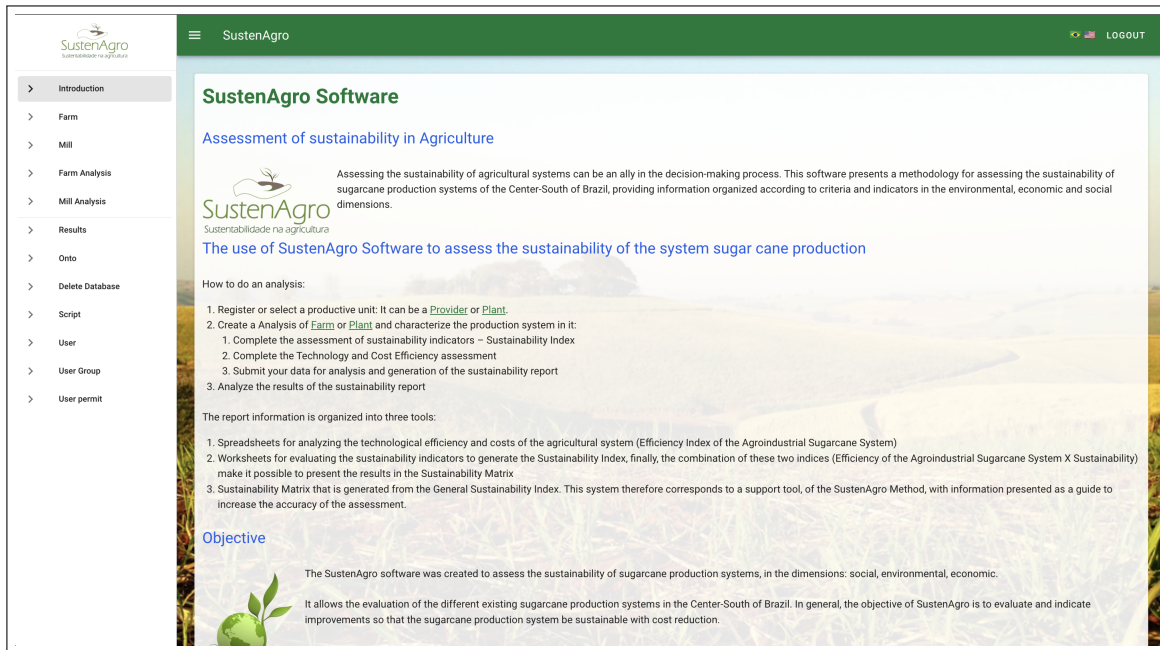 SustenAgro
Sustentabilidade na agricultura
SustenAgro
LOGOUT
Introduction
Farm
Mill
Farm Analysis
Mill Analysis
Results
Onto
Delete Database
Script
User
User Group
User permit
SustenAgro Software
Assessment of sustainability in Agriculture
SustenAgro
Sustentabilidade na agricultura
Assessing the sustainability of agricultural systems can be an ally in the decision-making process. This software presents a methodology for assessing the sustainability of
sugarcane production systems of the Center-South of Brazil, providing information organized according to criteria and indicators in the environmental, economic and social
dimensions.
The use of SustenAgro Software to assess the sustainability of the system sugar cane production
How to do an analysis:
1. Register or select a productive unit: It can be a Provider or Plant.
2. Create a Analysis of Farm or Plant and characterize the production system in it:
1. Complete the assessment of sustainability indicators – Sustainability Index
2. Complete the Technology and Cost Efficiency assessment
3. Submit your data for analysis and generation of the sustainability report
3. Analyze the results of the sustainability report
The report information is organized into three tools:
1. Spreadsheets for analyzing the technological efficiency and costs of the agricultural system (Efficiency Index of the Agroindustrial Sugarcane System)
2. Worksheets for evaluating the sustainability indicators to generate the Sustainability Index, finally, the combination of these two indices (Efficiency of the Agroindustrial Sugarcane System X Sustainability)
make it possible to present the results in the Sustainability Matrix
3. Sustainability Matrix that is generated from the General Sustainability Index. This system therefore corresponds to a support tool, of the SustenAgro Method, with information presented as a guide to
increase the accuracy of the assessment.
Objective
The SustenAgro software was created to assess the sustainability of sugarcane production systems, in the dimensions: social, environmental, economic.
It allows the evaluation of the different existing sugarcane production systems in the Center-South of Brazil. In general, the objective of SustenAgro is to evaluate and indicate
improvements so that the sugarcane production system be sustainable with cost reduction.